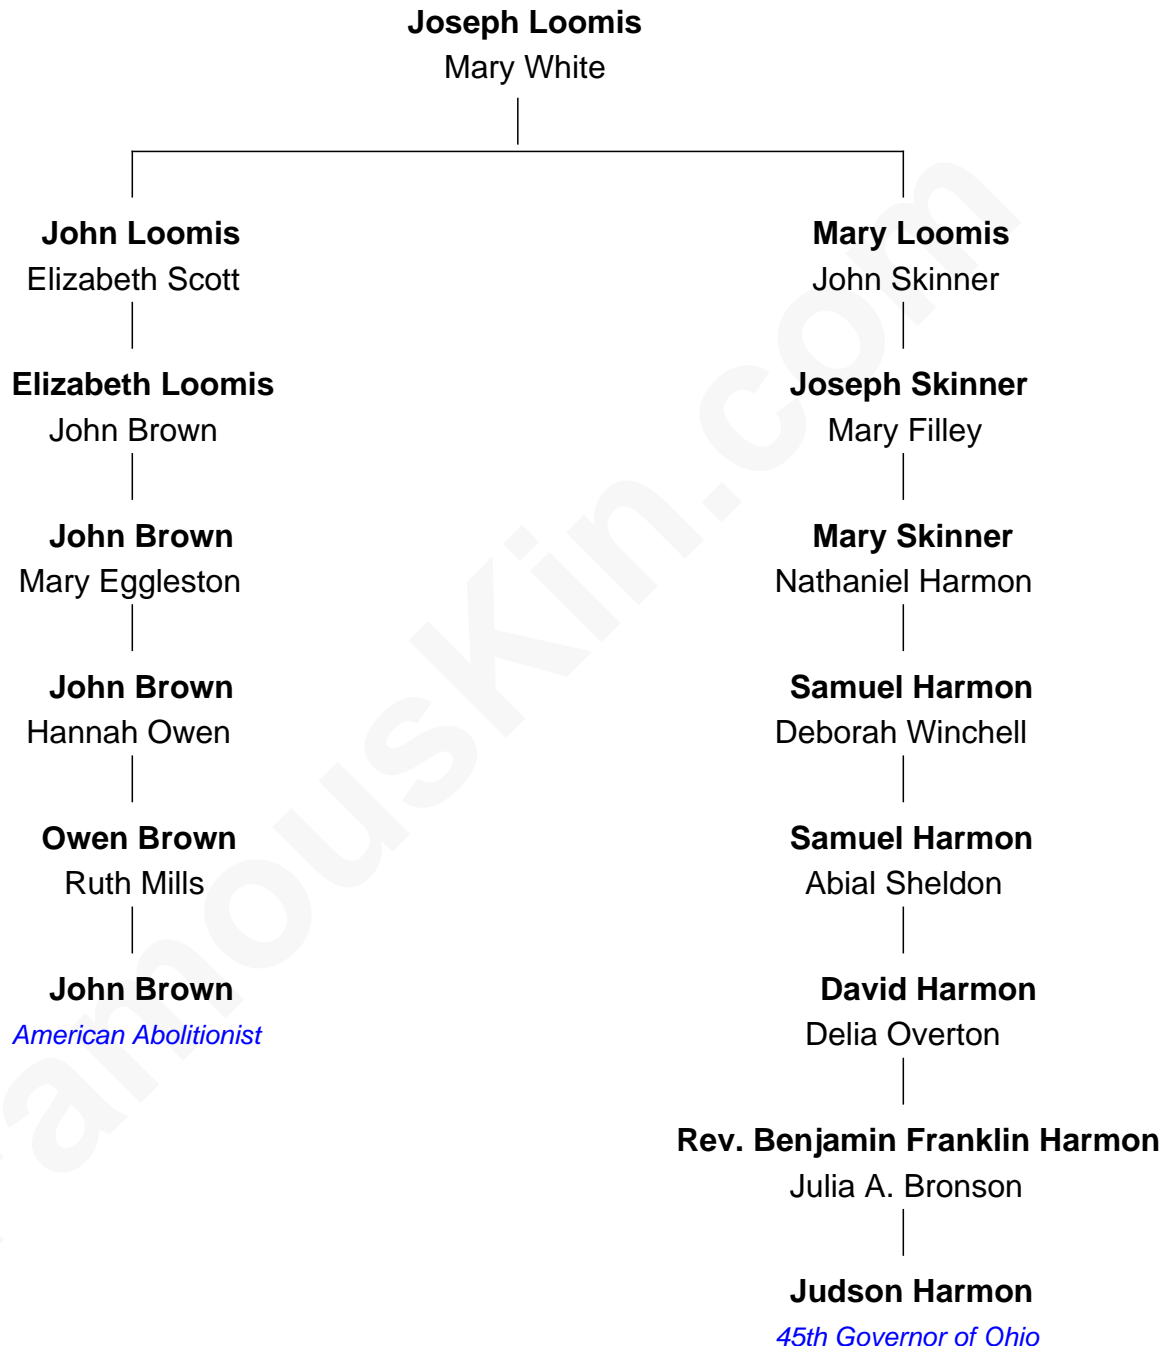 Joseph Loomis
Mary White
John Loomis
Elizabeth Scott
Elizabeth Loomis
John Brown
John Brown
Mary Eggleston
John Brown
Hannah Owen
Owen Brown
Ruth Mills
John Brown
American Abolitionist
Mary Loomis
John Skinner
Joseph Skinner
Mary Filley
Mary Skinner
Nathaniel Harmon
Samuel Harmon
Deborah Winchell
Samuel Harmon
Abial Sheldon
David Harmon
Delia Overton
Rev. Benjamin Franklin Harmon
Julia A. Bronson
Judson Harmon
45th Governor of Ohio
FamousKin.com